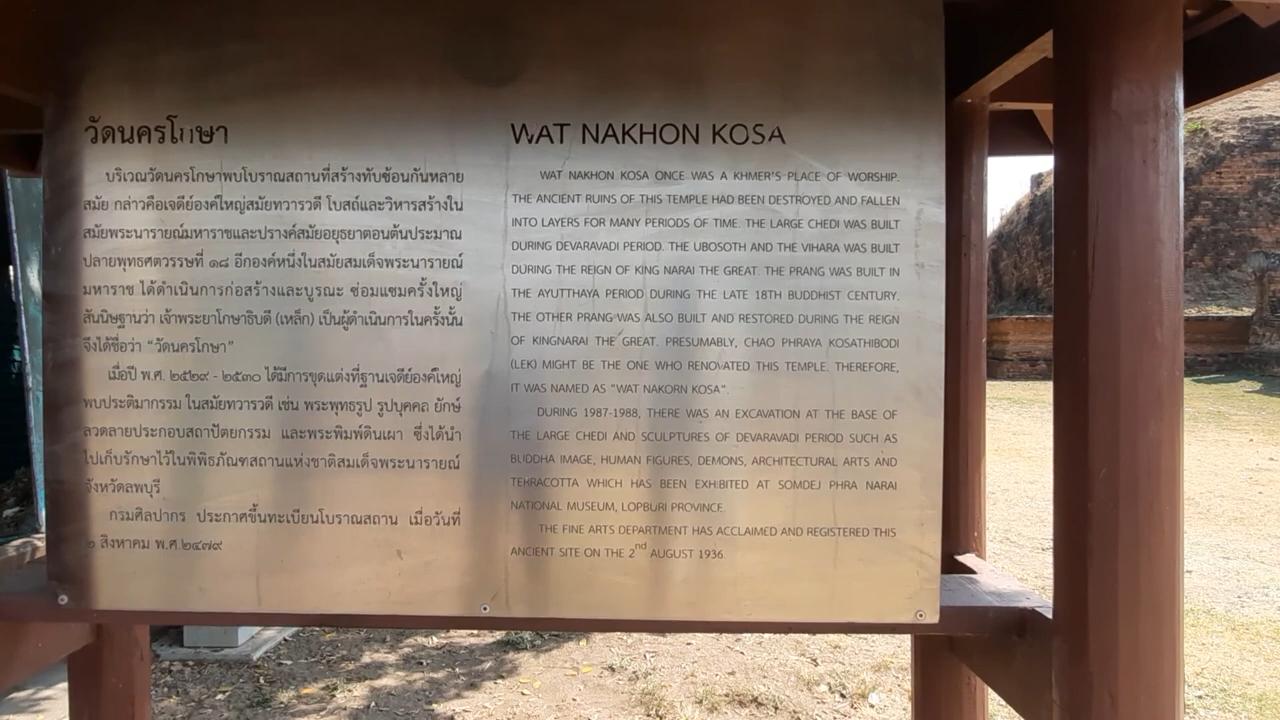 วัดนครโกษา
บริเวณวัดนครโกษาพบโบราณสถานที่สร้างทับซ้อนกันหลาย
สมัย กล่าวคือเจดีย์องค์ใหญ่สมัยทวารวดี โบสถ์และวิหารสร้างใน
สมัยพระนารายณ์มหาราชและปรางค์สมัยอยุธยาตอนต้นประมาณ
ปลายพุทธศตวรรษที่ ๑๘ อีกองค์หนึ่งในสมัยสมเด็จพระนารายณ์
มหาราช ได้ดำเนินการก่อสร้างและบูรณะ ซ่อมแซมครั้งใหญ่
สันนิษฐานว่า เจ้าพระยาโกษาธิบดี (เหล็ก) เป็นผู้ดำเนินการในครั้งนั้น
จึงได้ชื่อว่า “วัดนครโกษา”
เมื่อปี พ.ศ. ๒๕๒๙ - ๒๕๓๐ ได้มีการขุดแต่งที่ฐานเจดีย์องค์ใหญ่
พบประติมากรรม ในสมัยทวารวดี เช่น พระพุทธรูป รูปบุคคล ยักษ์
ลวดลายประกอบสถาปัตยกรรม และพระพิมพ์ดินเผา ซึ่งได้นำ
ไปเก็บรักษาไว้ในพิพิธภัณฑสถานแห่งชาติสมเด็จพระนารายณ์
จังหวัดลพบุรี
กรมศิลปากร ประกาศขึ้นทะเบียนโบราณสถาน เมื่อวันที่
๒ สิงหาคม พ.ศ.๒๔๗๙
WAT NAKHON KOSA
WAT NAKHON KOSA ONCE WAS A KHMER'S PLACE OF WORSHIP.
THE ANCIENT RUINS OF THIS TEMPLE HAD BEEN DESTROYED AND FALLEN
INTO LAYERS FOR MANY PERIODS OF TIME. THE LARGE CHEDI WAS BUILT
DURING DEVARAVADI PERIOD. THE UBOSOTH AND THE VIHARA WAS BUILT
DURING THE REIGN OF KING NARAI THE GREAT. THE PRANG WAS BUILT IN
THE AYUTTHAYA PERIOD DURING THE LATE 18TH BUDDHIST CENTURY.
THE OTHER PRANG WAS ALSO BUILT AND RESTORED DURING THE REIGN
OF KINGNARAI THE GREAT. PRESUMABLY, CHAO PHRAYA KOSATHIBODI
(LEK) MIGHT BE THE ONE WHO RENOVATED THIS TEMPLE. THEREFORE,
IT WAS NAMED AS “WAT NAKORN KOSA”.
DURING 1987-1988, THERE WAS AN EXCAVATION AT THE BASE OF
THE LARGE CHEDI AND SCULPTURES OF DEVARAVADI PERIOD SUCH AS
BUDDHA IMAGE, HUMAN FIGURES, DEMONS, ARCHITECTURAL ARTS AND
TERRACOTTA WHICH HAS BEEN EXHIBITED AT SOMDEJ PHRA NARAI
NATIONAL MUSEUM, LOPBURI PROVINCE.
THE FINE ARTS DEPARTMENT HAS ACCLAIMED AND REGISTERED THIS
ANCIENT SITE ON THE 2nd AUGUST 1936.